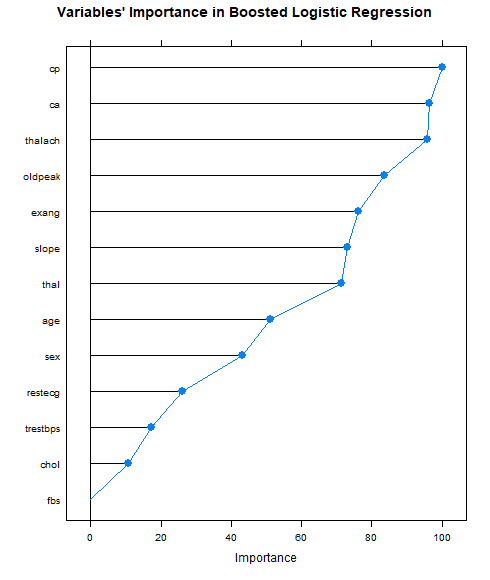 Variables' Importance in Boosted Logistic Regression
cp
ca
thalach
oldpeak
exang
slope
thal
age
sex
restecg
trestbps
chol
fbs
0 20 40 60 80 100
Importance